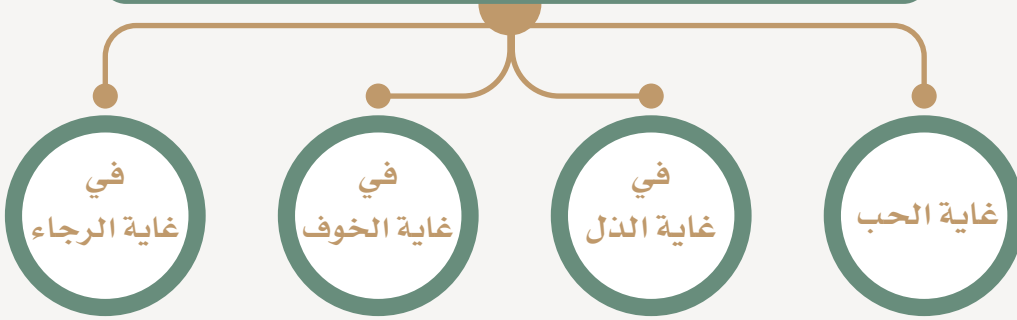 غاية الحب
في
غاية الذل
في
غاية الخوف
في
غاية الرجاء